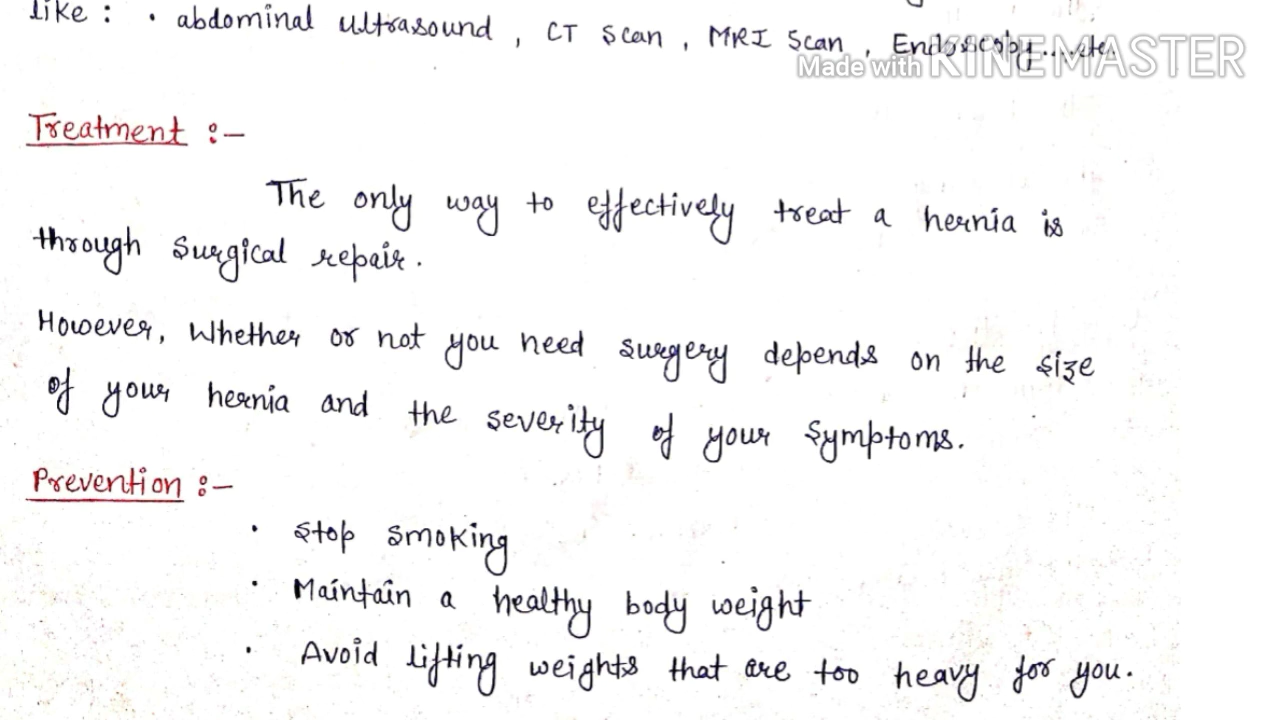 like : • abdominal ultrasound , CT Scan , MRI Scan , Endoscopy....etc.
Made with KINEMASTER
Treatment :-
The only way to effectively treat a hernia is
through Surgical repair.
However, Whether or not you need surgery depends on the size
of your hernia and the severity of your symptoms.
Prevention :-
• Stop smoking
• Maintain a healthy body weight
• Avoid lifting weights that are too heavy for you.